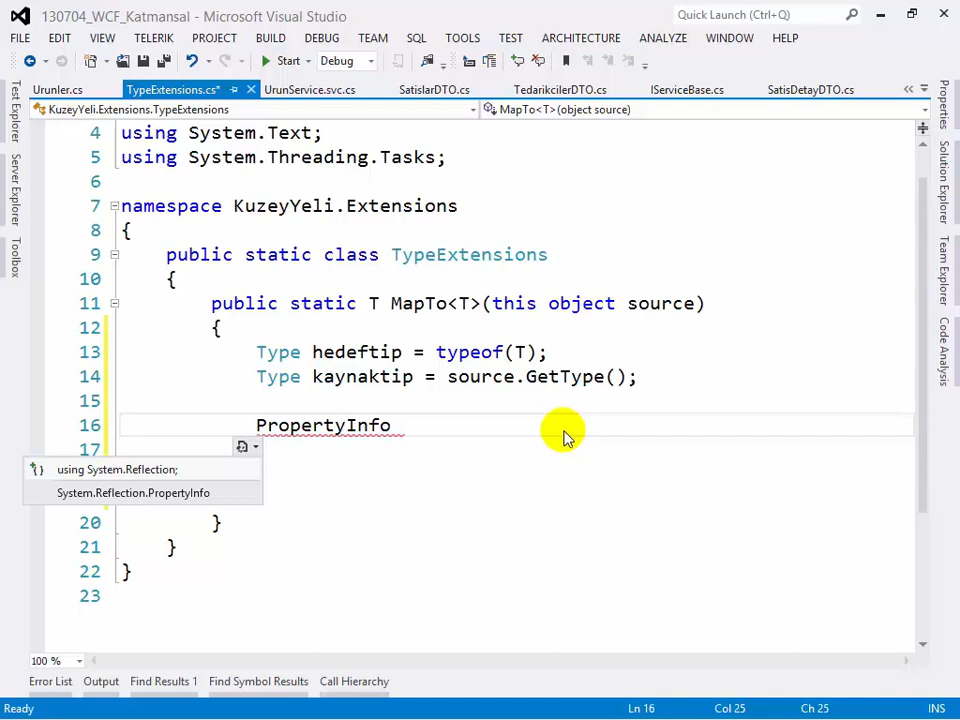 130704_WCF_Katmansal - Microsoft Visual Studio
Quick Launch (Ctrl+Q)
FILE EDIT VIEW TELERIK PROJECT BUILD DEBUG TEAM SQL TOOLS TEST ARCHITECTURE ANALYZE WINDOW HELP
Start Debug
Urunler.cs TypeExtensions.cs* UrunService.svc.cs SatislarDTO.cs TedarikcilerDTO.cs IServiceBase.cs SatisDetayDTO.cs
KuzeyYeli.Extensions.TypeExtensions MapTo<T>(object source)
Test Explorer
Server Explorer
Toolbox
4 using System.Text;
5 using System.Threading.Tasks;
6
7 namespace KuzeyYeli.Extensions
8 {
9 public static class TypeExtensions
10 {
11 public static T MapTo<T>(this object source)
12 {
13 Type hedeftip = typeof(T);
14 Type kaynaktip = source.GetType();
15
16 PropertyInfo
17
using System.Reflection;
System.Reflection.PropertyInfo
20 }
21 }
22 }
23
Properties
Solution Explorer
Team Explorer
Code Analysis
100 %
Error List Output Find Results 1 Find Symbol Results Call Hierarchy
Ready Ln 16 Col 25 Ch 25 INS